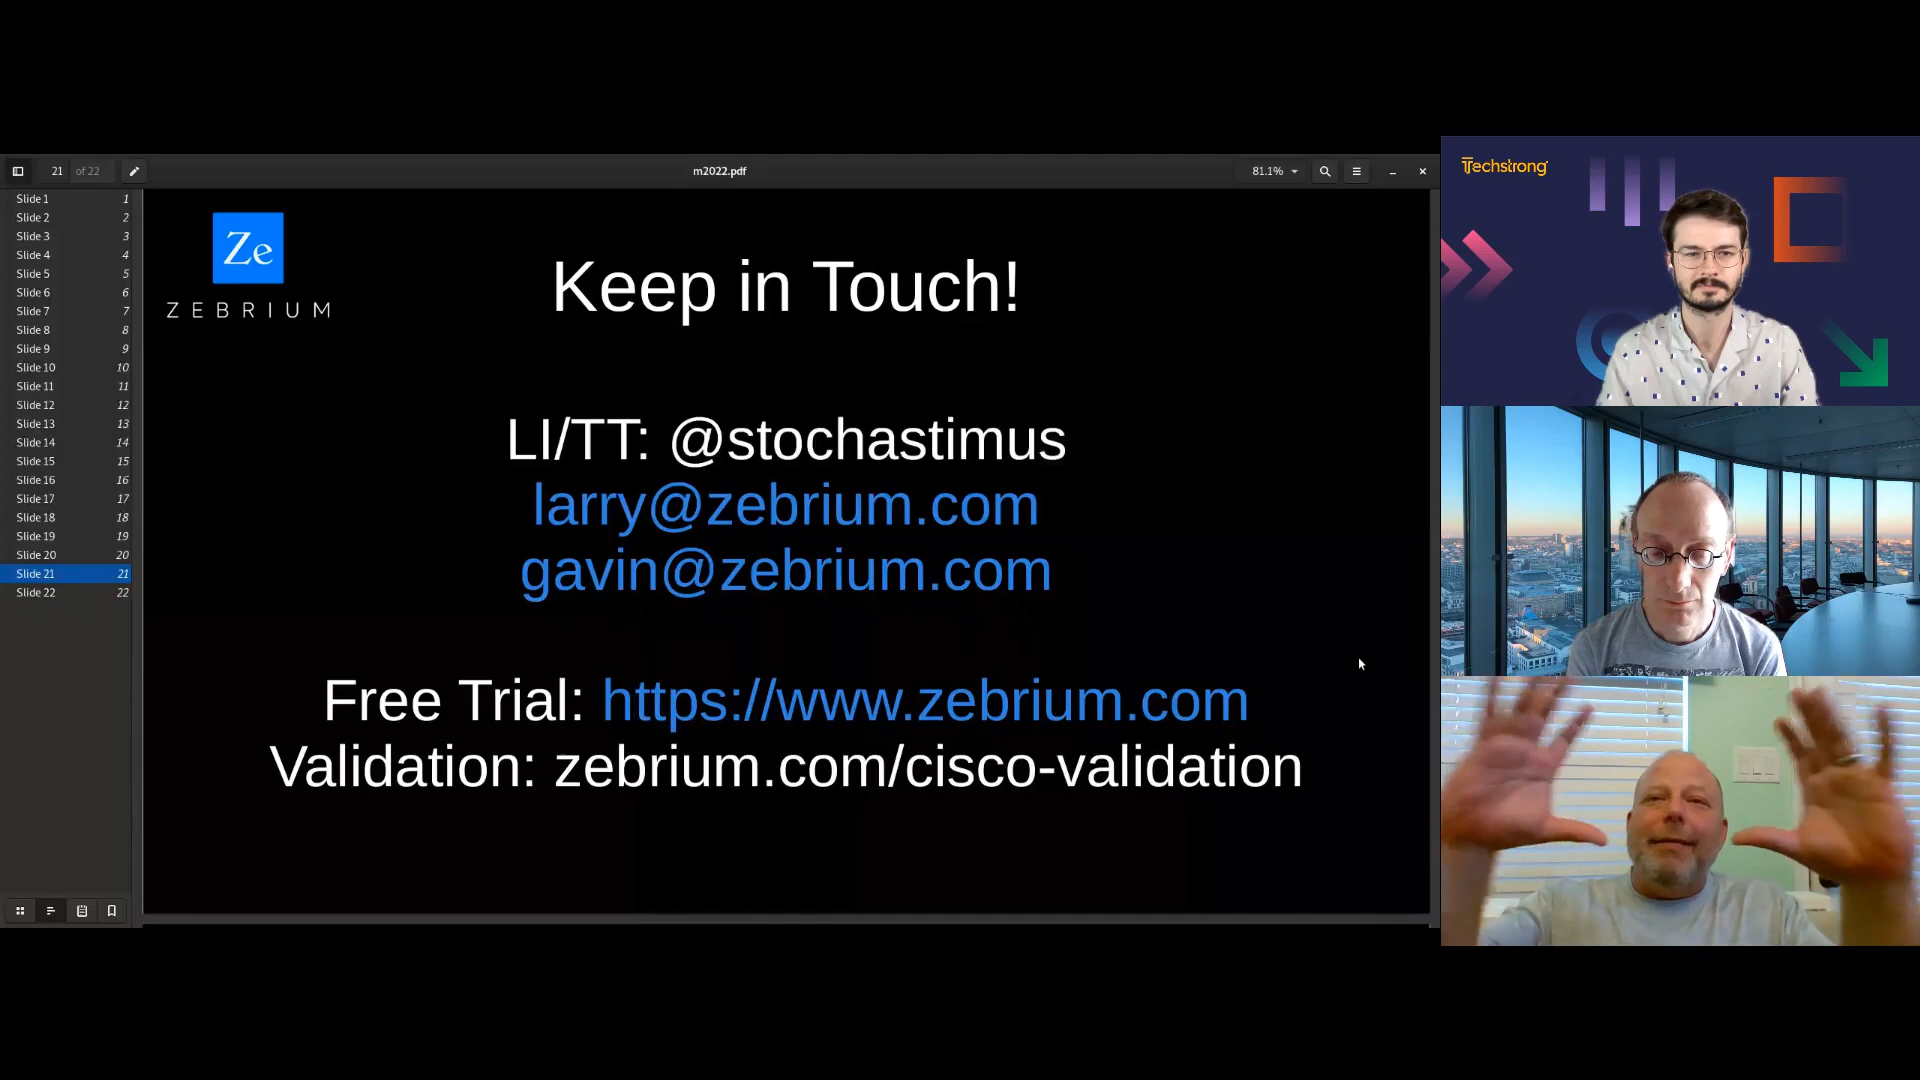 21 of 22
m2022.pdf
81.1%
Slide 1 1
Slide 2 2
Slide 3 3
Slide 4 4
Slide 5 5
Slide 6 6
Slide 7 7
Slide 8 8
Slide 9 9
Slide 10 10
Slide 11 11
Slide 12 12
Slide 13 13
Slide 14 14
Slide 15 15
Slide 16 16
Slide 17 17
Slide 18 18
Slide 19 19
Slide 20 20
Slide 21 21
Slide 22 22
Ze
ZEBRIUM
Keep in Touch!
LI/TT: @stochastimus
larry@zebrium.com
gavin@zebrium.com
Free Trial: https://www.zebrium.com
Validation: zebrium.com/cisco-validation
Techstrong